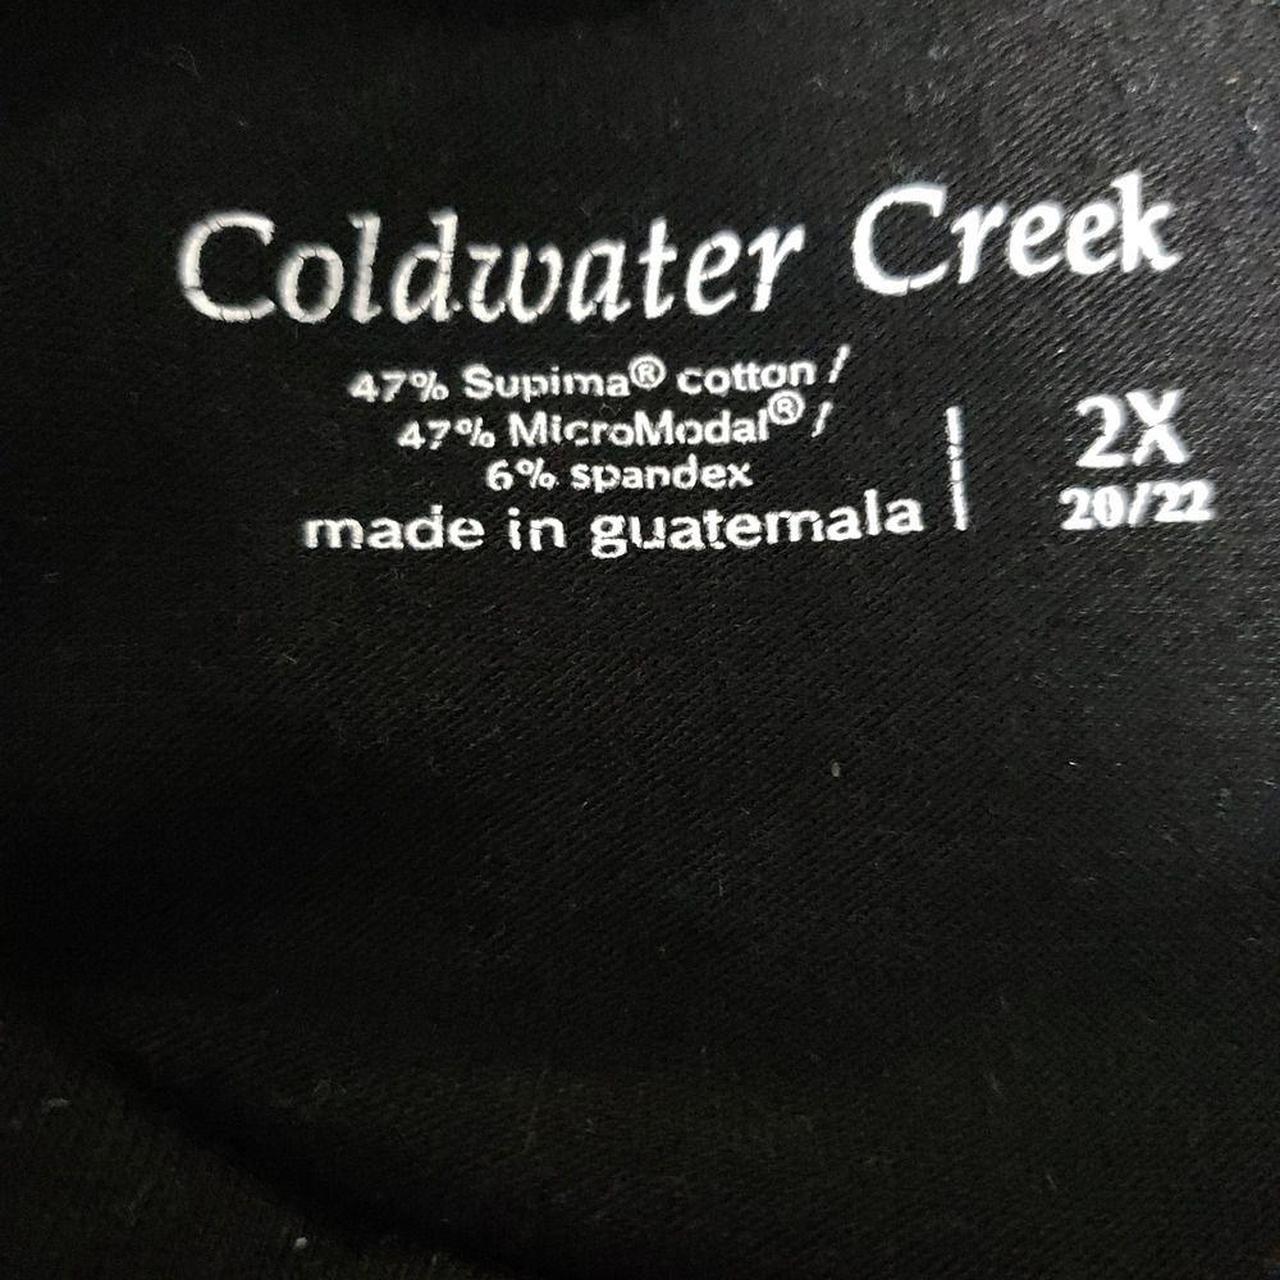 Coldwater Creek
47% Supima® cotton /
47% MicroModal® /
6% spandex
made in guatemala
2X
20/22